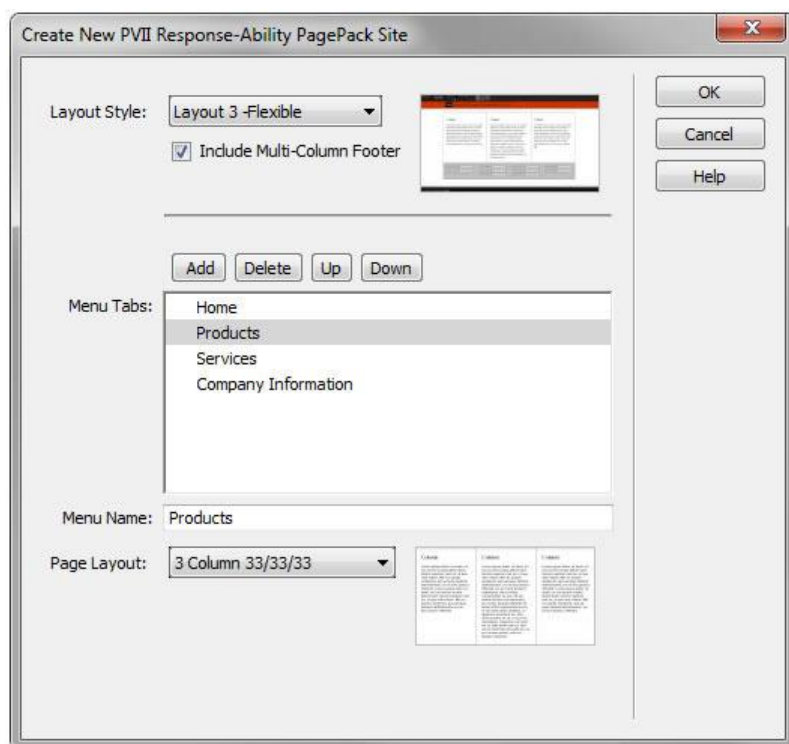 Create New PVII Response-Ability PagePack Site
Layout Style: Layout 3 -Flexible
Include Multi-Column Footer
OK
Cancel
Help
Add Delete Up Down
Menu Tabs:
Home
Products
Services
Company Information
Menu Name: Products
Page Layout: 3 Column 33/33/33